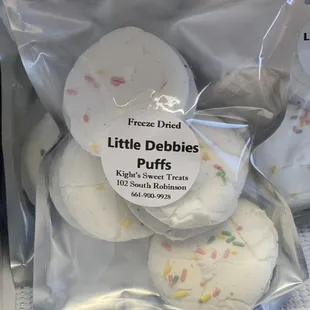 Freeze Dried
Little Debbies
Puffs
Kight's Sweet Treats
102 South Robinson
661-900-9928